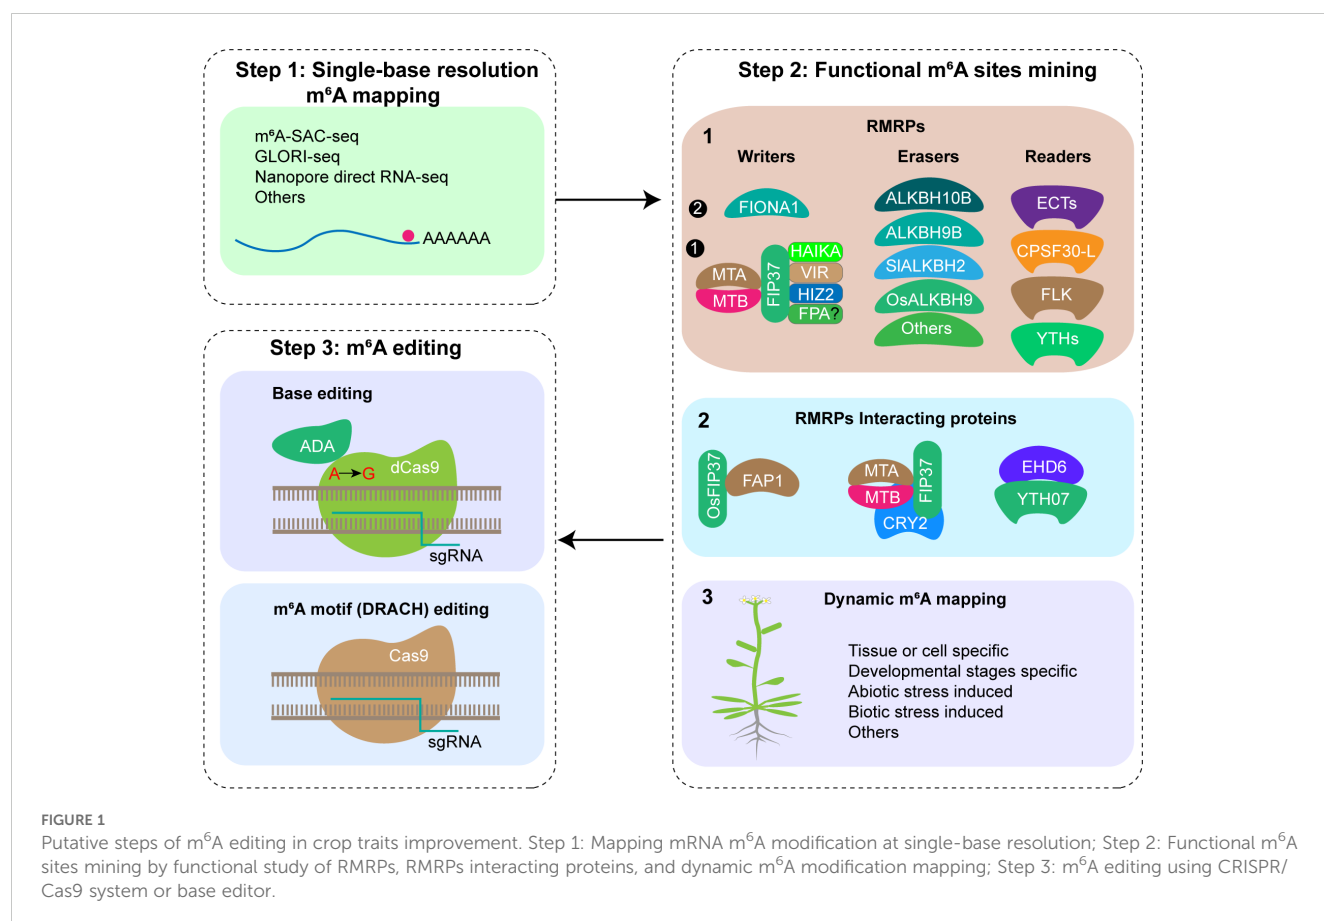 Step 1: Single-base resolution
m⁶A mapping
m⁶A-SAC-seq
GLORI-seq
Nanopore direct RNA-seq
Others
AAAAAA
Step 2: Functional m⁶A sites mining
1
RMRPs
Writers
Erasers
Readers
2
FIONA1
1
MTA
MTB
FIP37
HAIKA
VIR
HIZ2
FPA?
ALKBH10B
ALKBH9B
SlALKBH2
OsALKBH9
Others
ECTs
CPSF30-L
FLK
YTHs
2
RMRPs Interacting proteins
OsFIP37
FAP1
MTA
MTB
FIP37
CRY2
EHD6
YTH07
3
Dynamic m⁶A mapping
Tissue or cell specific
Developmental stages specific
Abiotic stress induced
Biotic stress induced
Others
Step 3: m⁶A editing
Base editing
ADA
A
G
dCas9
sgRNA
m⁶A motif (DRACH) editing
Cas9
sgRNA
FIGURE 1
Putative steps of m⁶A editing in crop traits improvement. Step 1: Mapping mRNA m⁶A modification at single-base resolution; Step 2: Functional m⁶A
sites mining by functional study of RMRPs, RMRPs interacting proteins, and dynamic m⁶A modification mapping; Step 3: m⁶A editing using CRISPR/
Cas9 system or base editor.